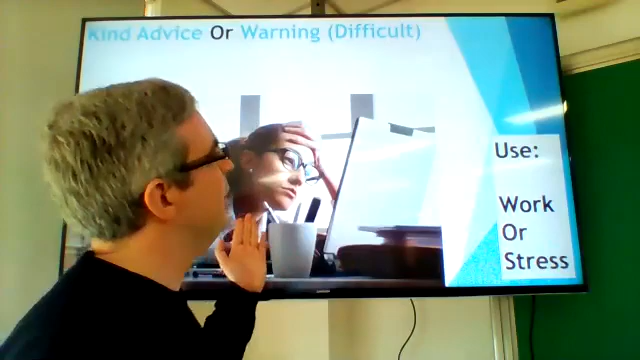 Kind Advice Or Warning (Difficult)
Use:
Work
Or
Stress